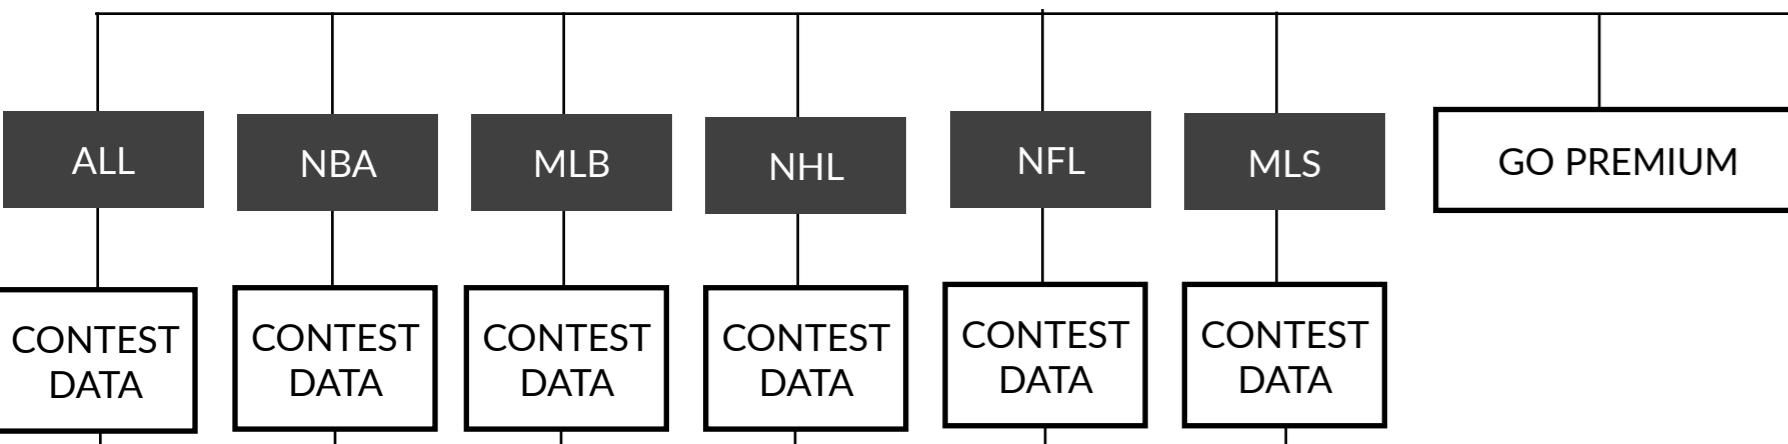 ALL
NBA
MLB
NHL
NFL
MLS
GO PREMIUM
CONTEST
DATA
CONTEST
DATA
CONTEST
DATA
CONTEST
DATA
CONTEST
DATA
CONTEST
DATA